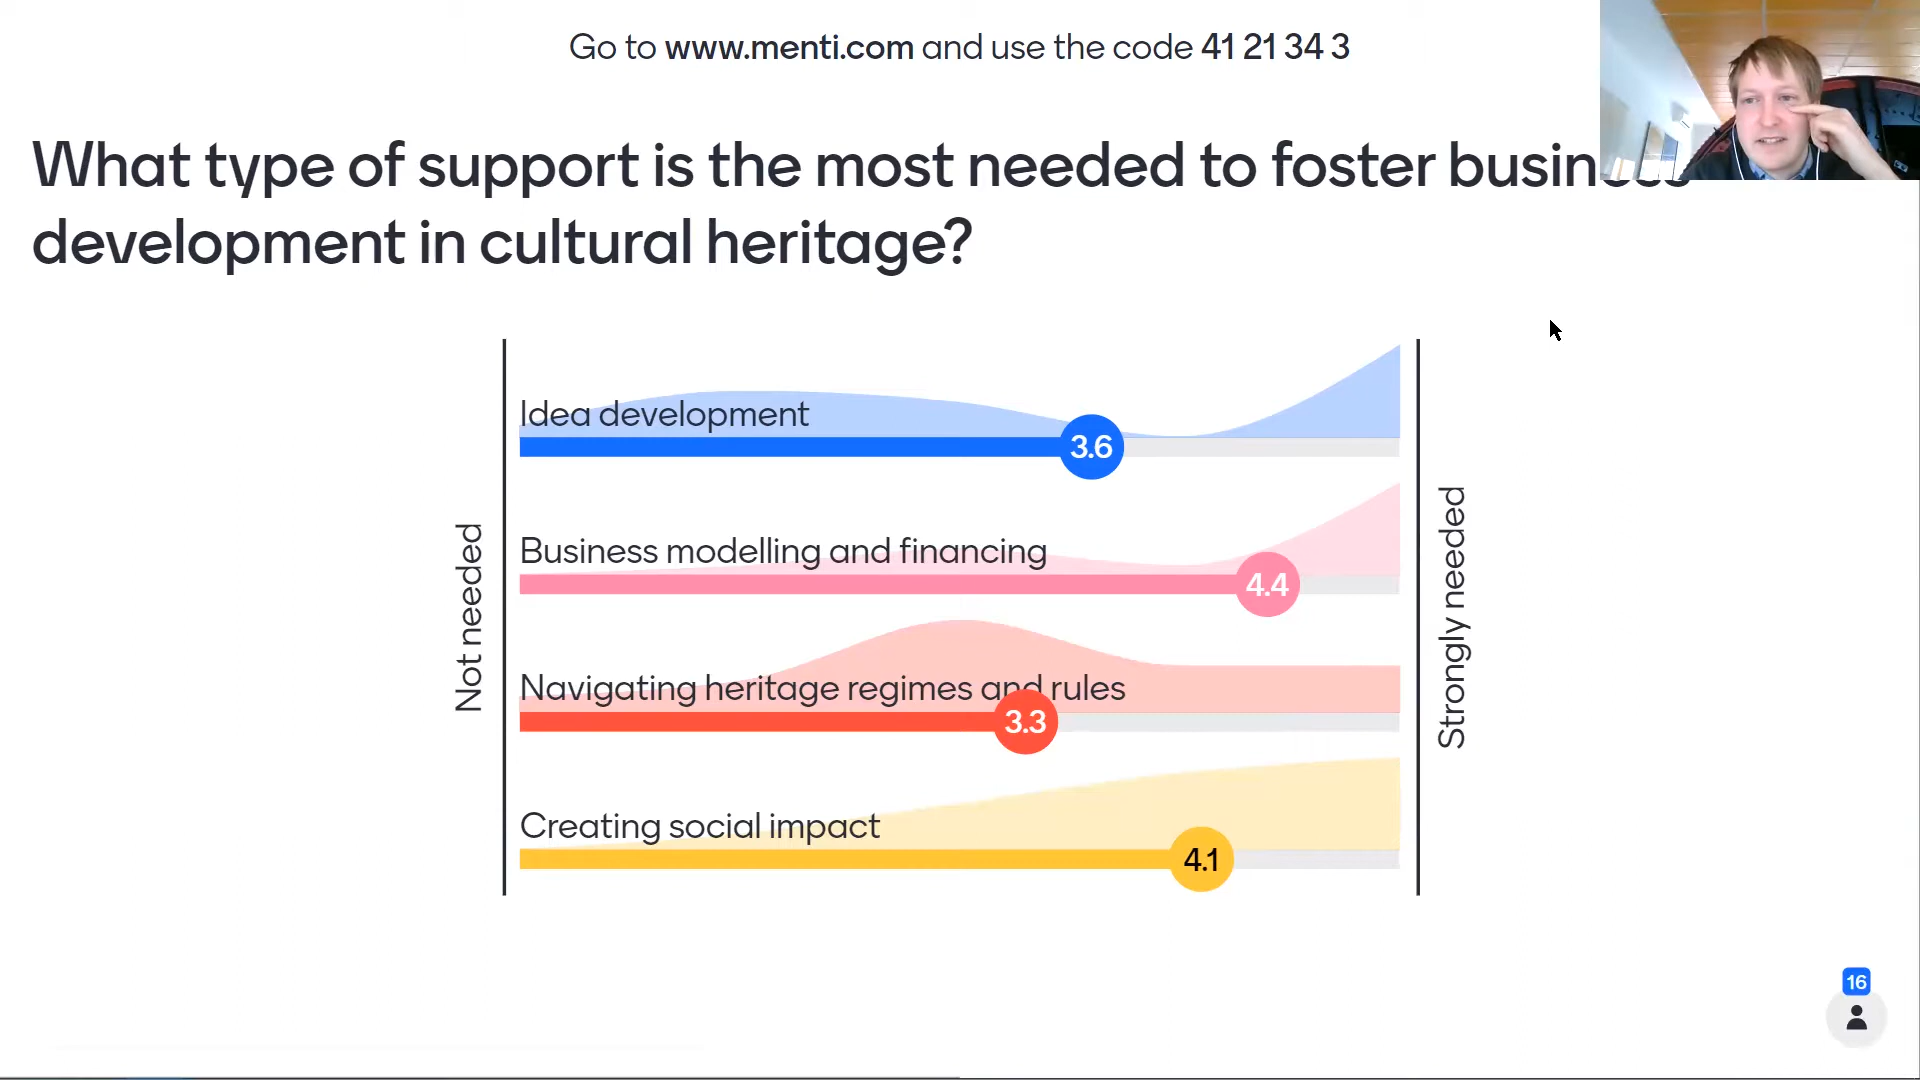 Go to www.menti.com and use the code 41 21 34 3
What type of support is the most needed to foster business
development in cultural heritage?
Not needed
Idea development
3.6
Business modelling and financing
4.4
Navigating heritage regimes and rules
3.3
Creating social impact
4.1
Strongly needed
16